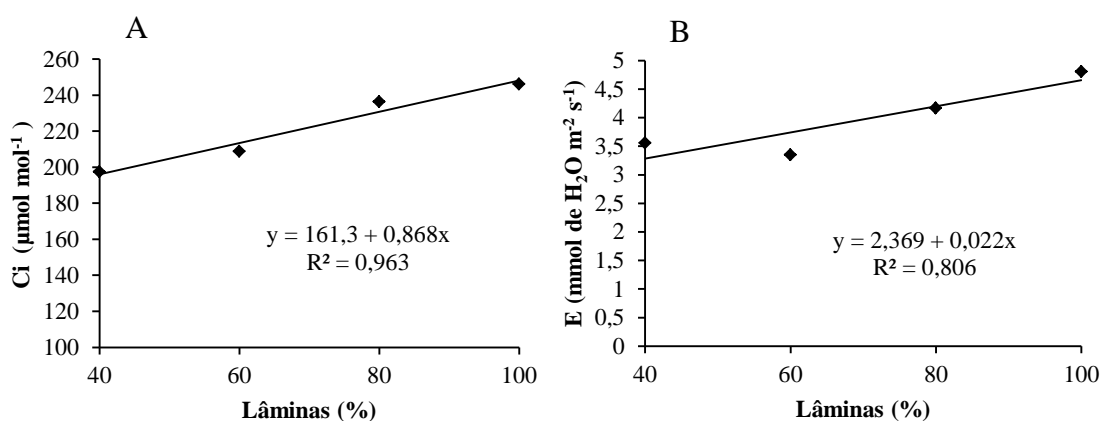 A
260
240
220
200
180
160
140
120
100
Ci (µmol mol⁻¹ )
y = 161,3 + 0,868x
R² = 0,963
40 60 80 100
Lâminas (%)
B
5
4,5
4
3,5
3
2,5
2
1,5
1
0,5
0
E (mmol de H₂O m⁻² s⁻¹)
y = 2,369 + 0,022x
R² = 0,806
40 60 80 100
Lâminas (%)